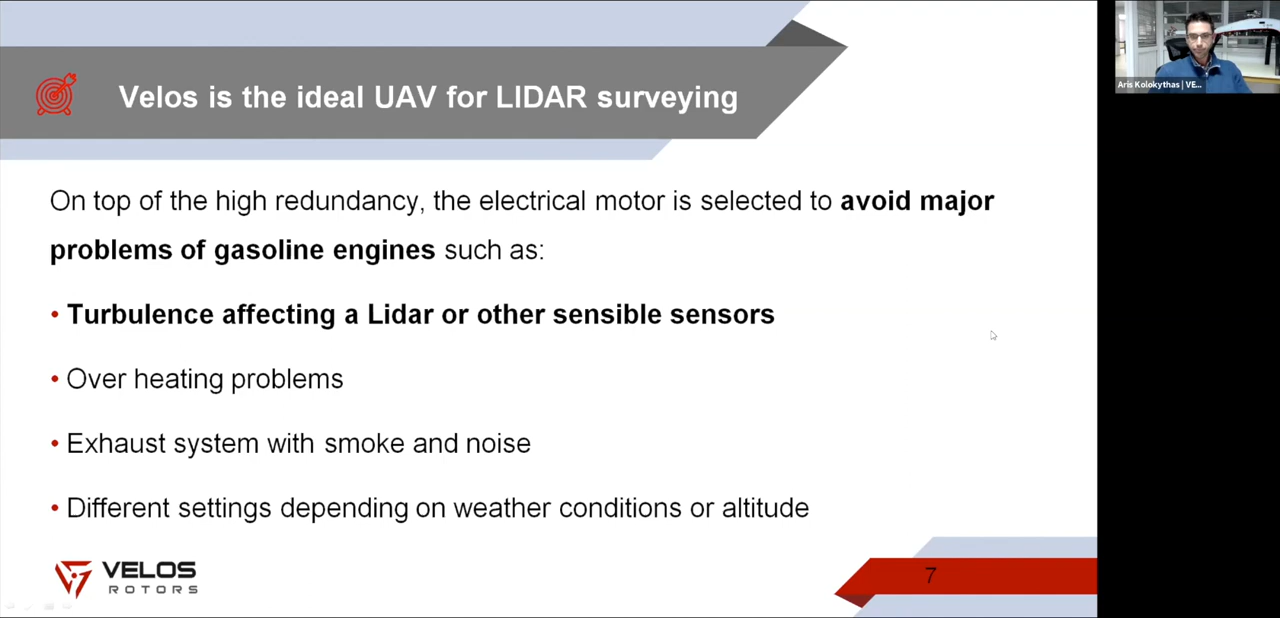 Velos is the ideal UAV for LIDAR surveying
Aris Kolokythas | VE...
On top of the high redundancy, the electrical motor is selected to avoid major
problems of gasoline engines such as:
• Turbulence affecting a Lidar or other sensible sensors
• Over heating problems
• Exhaust system with smoke and noise
• Different settings depending on weather conditions or altitude
VELOS
ROTORS
7